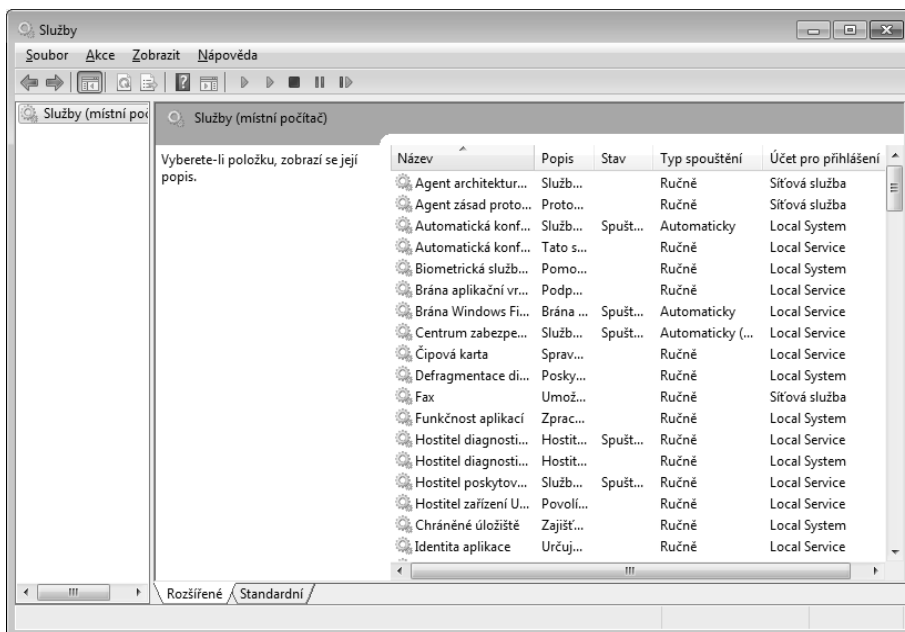 Služby
Soubor Akce Zobrazit Nápověda
Služby (místní poč
Služby (místní počítač)
Vyberete-li položku, zobrazí se její
popis.
Název Popis Stav Typ spouštění Účet pro přihlášení
Agent architektur... Služb... Ručně Síťová služba
Agent zásad proto... Proto... Ručně Síťová služba
Automatická konf... Služb... Spušt... Automaticky Local System
Automatická konf... Tato s... Ručně Local Service
Biometrická služb... Pomo... Ručně Local System
Brána aplikační vr... Podp... Ručně Local Service
Brána Windows Fi... Brána ... Spušt... Automaticky Local Service
Centrum zabezpe... Služb... Spušt... Automaticky (... Local Service
Čipová karta Sprav... Ručně Local Service
Defragmentace di... Posky... Ručně Local System
Fax Umož... Ručně Síťová služba
Funkčnost aplikací Zprac... Ručně Local System
Hostitel diagnosti... Hostit... Spušt... Ručně Local Service
Hostitel diagnosti... Hostit... Ručně Local System
Hostitel poskytov... Služb... Spušt... Ručně Local Service
Hostitel zařízení U... Povolí... Ručně Local Service
Chráněné úložiště Zajišť... Ručně Local System
Identita aplikace Určuj... Ručně Local Service
Rozšířené Standardní